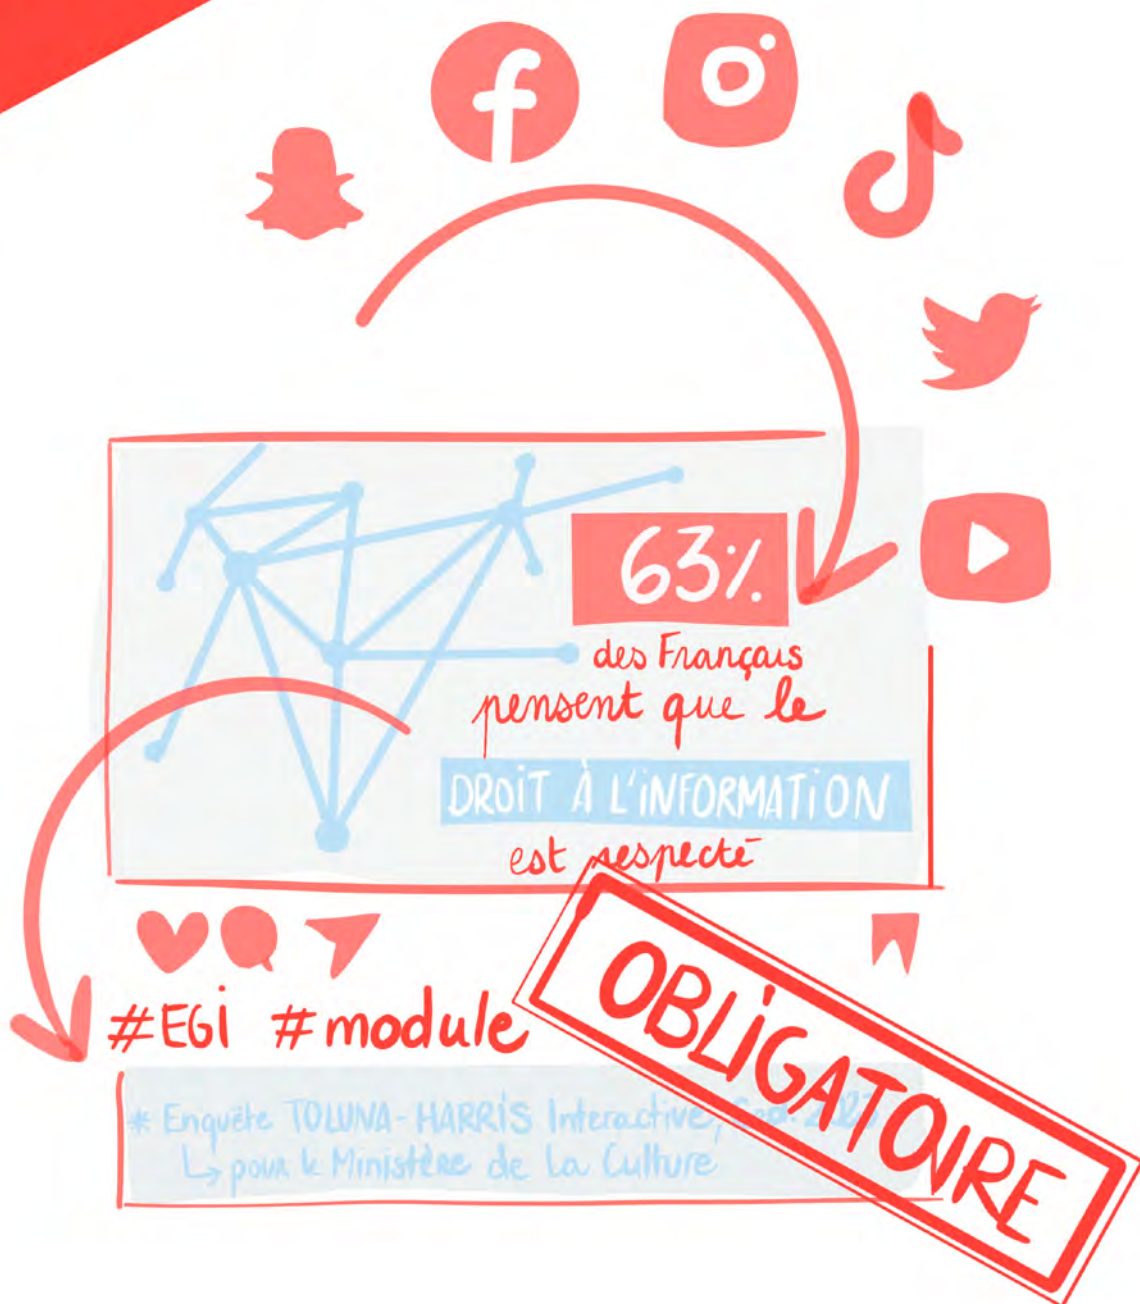 63%
des Français
pensent que le
DROIT À L'INFORMATION
est respecté
#EGI #module
OBLIGATOIRE
* Enquête TOLUNA-HARRIS Interactive,
↳ pour le Ministère de la Culture